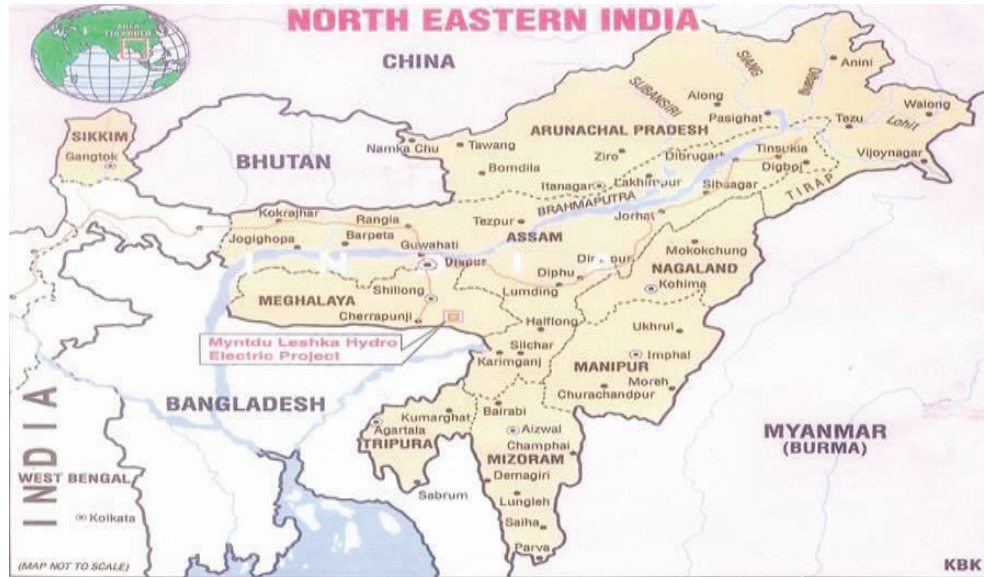 NORTH EASTERN INDIA
CHINA
SIANG
Dibang
Anini
SUBANSIRI
Along
Pasighat
Walong
Lohit
Tezu
SIKKIM
Gangtok
BHUTAN
Namka Chu
Tawang
ARUNACHAL PRADESH
Bomdila
Ziro
Dibrugarh
Tinsukia
Digboi
Vijoynagar
Itanagar
Lakhimpur
Sibsagar
TIRAP
BRAHMAPUTRA
Kokrajhar
Rangia
Tezpur
Jorhat
Jogighopa
Barpeta
Guwahati
ASSAM
Mokokchung
Dispur
Diphu
NAGALAND
MEGHALAYA
Shillong
Lumding
Kohima
Cherrapunji
Halflong
Ukhrul
Myntdu Leshka Hydro
Electric Project
Silchar
Karimganj
Imphal
MANIPUR
Moreh
Churachandpur
BANGLADESH
Kumarghat
Bairabi
Agartala
Aizwal
TRIPURA
Champhai
MIZORAM
MYANMAR
(BURMA)
INDIA
WEST BENGAL
Demagiri
Sabrum
Lungleh
Kolkata
Saiha
Parva
(MAP NOT TO SCALE)
KBK